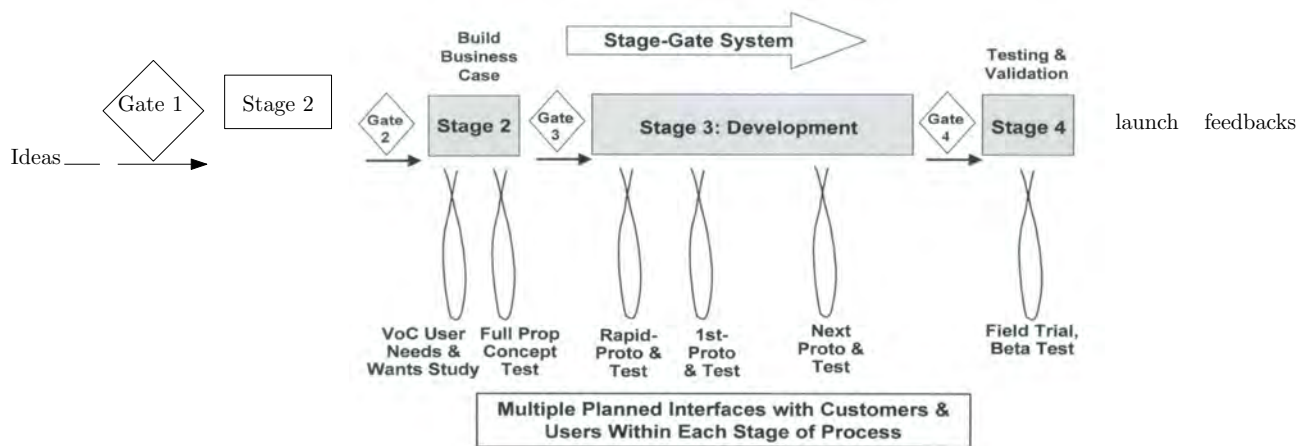 Build
Business
Case
Stage-Gate System
Testing &
Validation
Gate 1
Stage 2
Gate
2
Stage 2
Gate
3
Stage 3: Development
Gate
4
Stage 4
launch feedbacks
Ideas
VoC User
Needs &
Wants Study
Full Prop
Concept
Test
Rapid-
Proto &
Test
1st-
Proto
& Test
Next
Proto &
Test
Field Trial,
Beta Test
Multiple Planned Interfaces with Customers &
Users Within Each Stage of Process